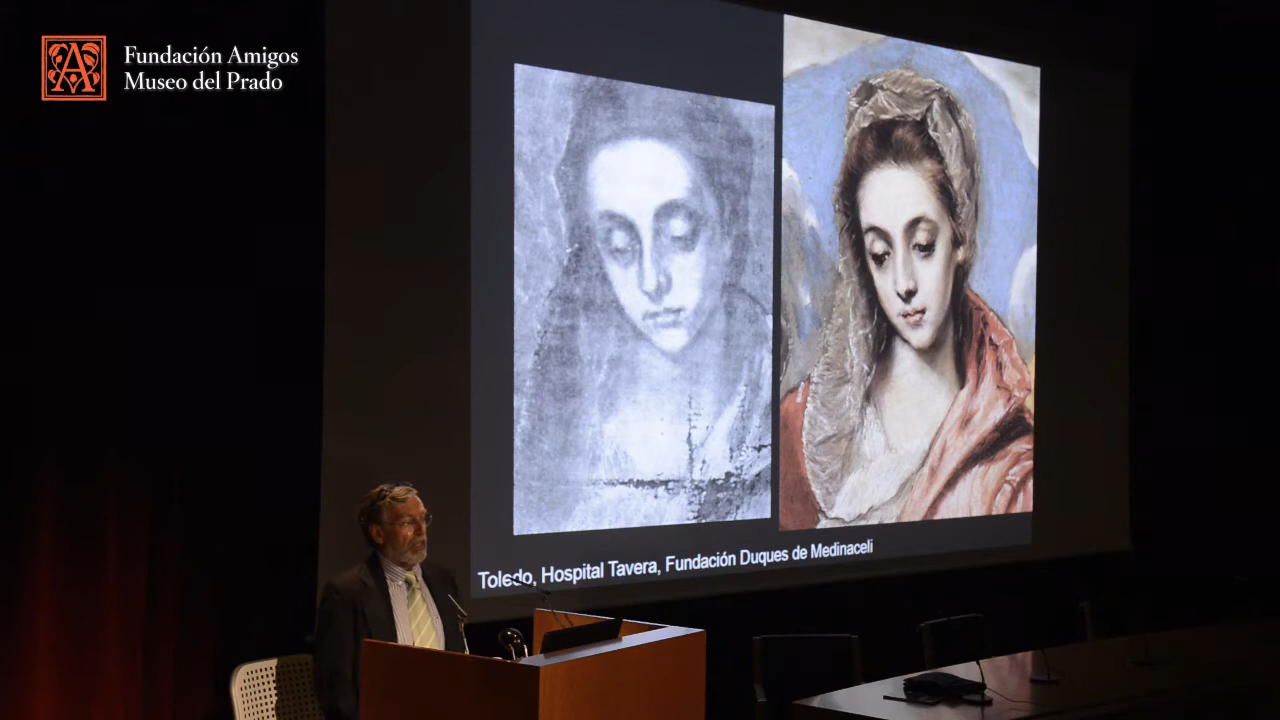 Fundación Amigos
Museo del Prado
Toledo, Hospital Tavera, Fundación Duques de Medinaceli